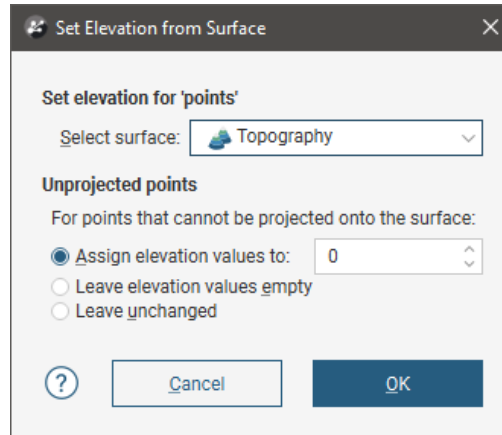 Set Elevation from Surface
Set elevation for 'points'
Select surface: Topography
Unprojected points
For points that cannot be projected onto the surface:
Assign elevation values to: 0
Leave elevation values empty
Leave unchanged
? Cancel OK